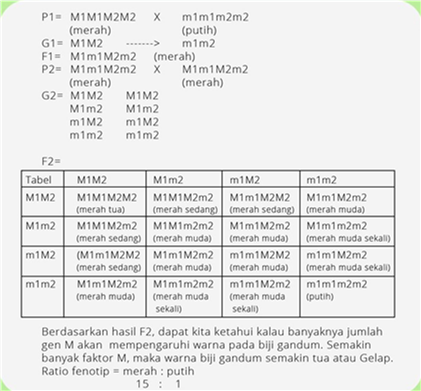 P1= M1M1M2M2 X m1m1m2m2
(merah) (putih)
G1= M1M2 -------> m1m2
F1= M1m1M2m2 (merah)
P2= M1m1M2m2 X M1m1M2m2
(merah) (merah)
G2= M1M2 M1M2
M1m2 M1m2
m1M2 m1M2
m1m2 m1m2
F2=
Tabel M1M2 M1m2 m1M2 m1m2
M1M2 M1M1M2M2 M1M1M2m2 M1m1M2M2 M1m1M2m2
(merah tua) (merah sedang) (merah sedang) (merah muda)
M1m2 M1M1M2m2 M1M1m2m2 M1m1M2m2 M1m1m2m2
(merah sedang) (merah muda) (merah muda) (merah muda sekali)
m1M2 (M1m1M2M2 M1m1M2m2 m1m1M2M2 m1m1M2m2
(merah sedang) (merah muda) (merah muda) (merah muda sekali)
m1m2 M1m1M2m2 M1m1m2m2 m1m1M2m2 m1m1m2m2
(merah muda) (merah muda (merah muda (putih)
sekali) sekali)
Berdasarkan hasil F2, dapat kita ketahui kalau banyaknya jumlah
gen M akan mempengaruhi warna pada biji gandum. Semakin
banyak faktor M, maka warna biji gandum semakin tua atau Gelap.
Ratio fenotip = merah : putih
15 : 1